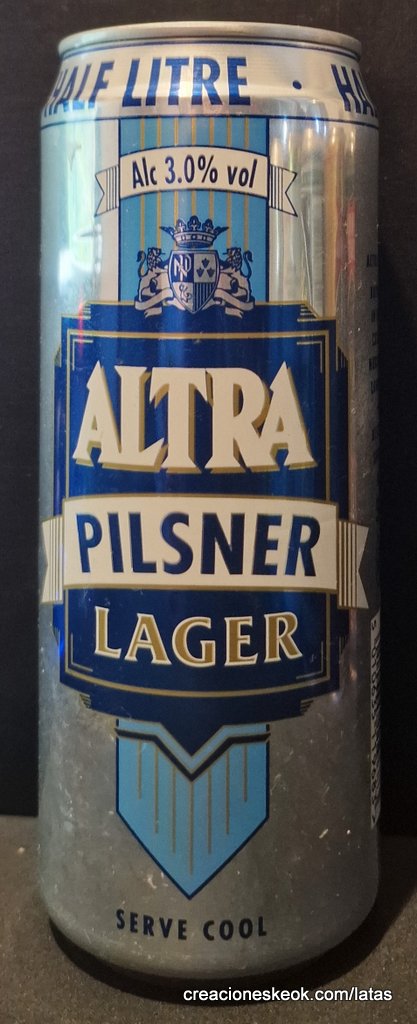 HALF LITRE • HA
Alc 3.0% vol
ALTRA
PILSNER
LAGER
SERVE COOL
creacioneskeok.com/latas